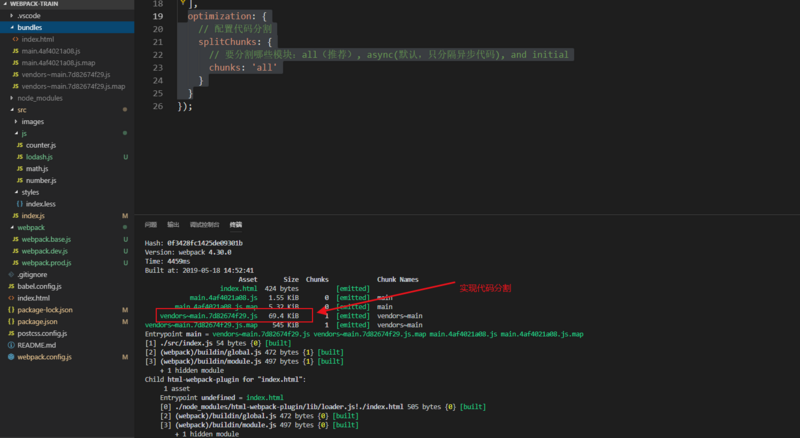 WEBPACK-TRAIN
.vscode
bundles
index.html
main.4af4021a08.js
main.4af4021a08.js.map
vendors~main.7d82674f29.js
vendors~main.7d82674f29.js.map
node_modules
src
images
js
counter.js
lodash.js U
math.js
number.js
styles
index.less
index.js M
webpack
webpack.base.js U
webpack.dev.js U
webpack.prod.js U
.gitignore
babel.config.js
index.html
package-lock.json M
package.json M
postcss.config.js
README.md
webpack.config.js M
18 ],
19 optimization: {
20 // 配置代码分割
21 splitChunks: {
22 // 要分割哪些模块：all（推荐）, async(默认，只分隔异步代码), and initial
23 chunks: 'all'
24 }
25 }
26 });
问题 输出 调试控制台 终端
Hash: 0f3428fc1425de09301b
Version: webpack 4.30.0
Time: 4459ms
Built at: 2019-05-18 14:52:41
Asset Size Chunks Chunk Names
index.html 424 bytes [emitted]
main.4af4021a08.js 1.55 KiB 0 [emitted] main
main.4af4021a08.js.map 5.32 KiB 0 [emitted] main
vendors~main.7d82674f29.js 69.4 KiB 1 [emitted] vendors~main
vendors~main.7d82674f29.js.map 545 KiB 1 [emitted] vendors~main
实现代码分割
Entrypoint main = vendors~main.7d82674f29.js vendors~main.7d82674f29.js.map main.4af4021a08.js main.4af4021a08.js.map
[1] ./src/index.js 54 bytes {0} [built]
[2] (webpack)/buildin/global.js 472 bytes {1} [built]
[3] (webpack)/buildin/module.js 497 bytes {1} [built]
+ 1 hidden module
Child html-webpack-plugin for "index.html":
1 asset
Entrypoint undefined = index.html
[0] ./node_modules/html-webpack-plugin/lib/loader.js!./index.html 505 bytes {0} [built]
[2] (webpack)/buildin/global.js 472 bytes {0} [built]
[3] (webpack)/buildin/module.js 497 bytes {0} [built]
+ 1 hidden module